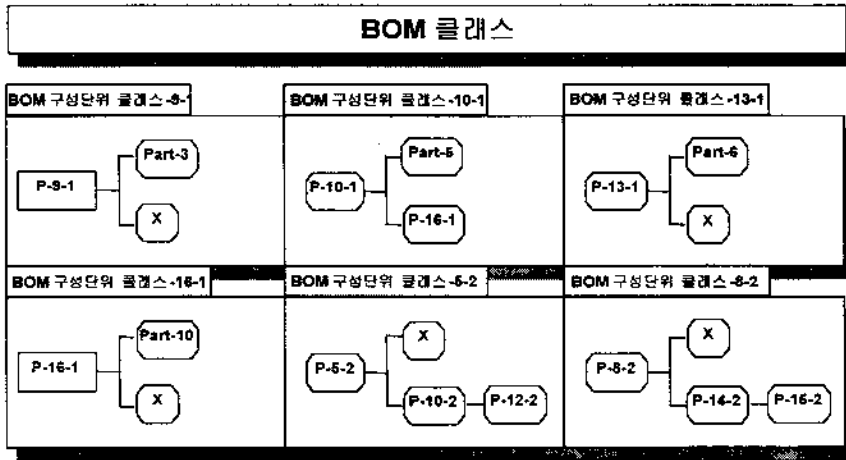 BOM 클래스
BOM 구성단위 클래스-9-1
BOM 구성단위 클래스-10-1
BOM 구성단위 클래스-13-1
Part-3
P-9-1
X
Part-5
P-10-1
P-16-1
Part-6
P-13-1
X
BOM 구성단위 클래스-16-1
BOM 구성단위 클래스-5-2
BOM 구성단위 클래스-8-2
Part-10
P-16-1
X
X
P-5-2
P-10-2
P-12-2
X
P-8-2
P-14-2
P-15-2